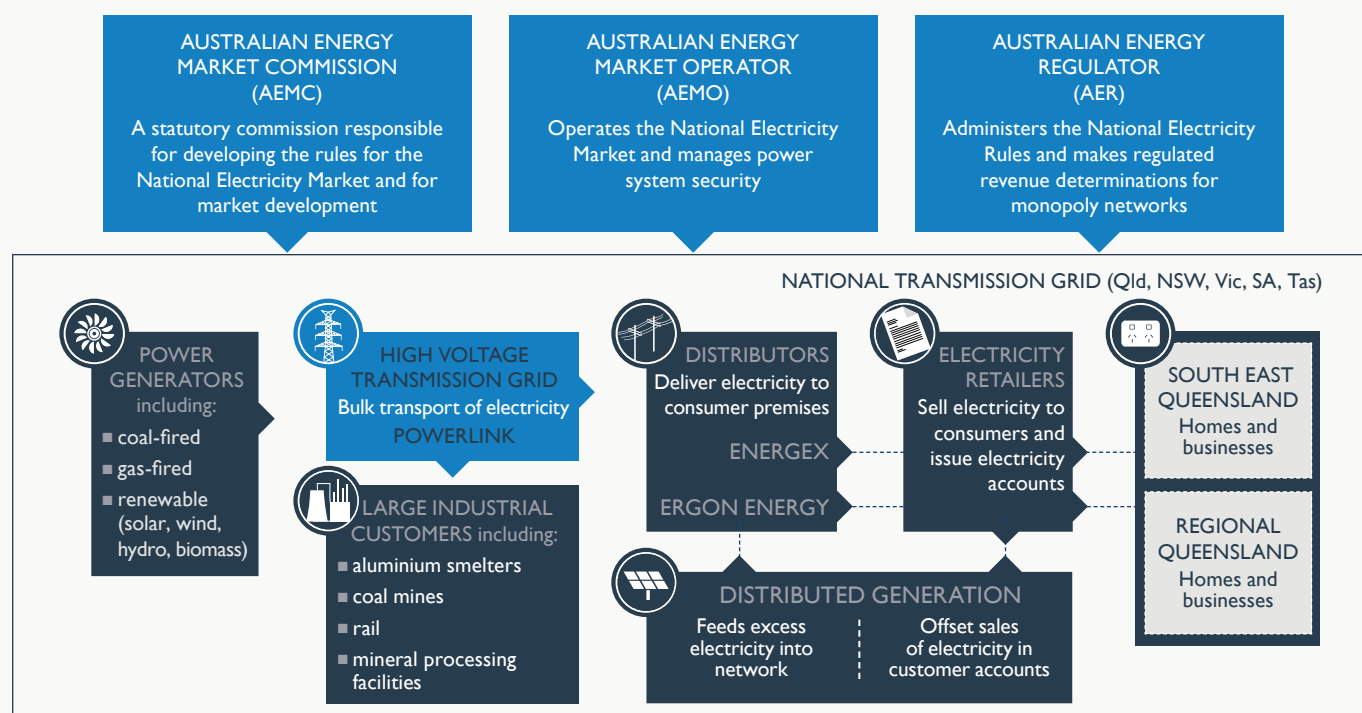 AUSTRALIAN ENERGY
MARKET COMMISSION
(AEMC)
A statutory commission responsible
for developing the rules for the
National Electricity Market and for
market development
AUSTRALIAN ENERGY
MARKET OPERATOR
(AEMO)
Operates the National Electricity
Market and manages power
system security
AUSTRALIAN ENERGY
REGULATOR
(AER)
Administers the National Electricity
Rules and makes regulated
revenue determinations for
monopoly networks
NATIONAL TRANSMISSION GRID (Qld, NSW, Vic, SA, Tas)
POWER
GENERATORS
including:
■ coal-fired
■ gas-fired
■ renewable
(solar, wind,
hydro, biomass)
HIGH VOLTAGE
TRANSMISSION GRID
Bulk transport of electricity
POWERLINK
LARGE INDUSTRIAL
CUSTOMERS including:
■ aluminium smelters
■ coal mines
■ rail
■ mineral processing
facilities
DISTRIBUTORS
Deliver electricity to
consumer premises
ENERGEX
ERGON ENERGY
ELECTRICITY
RETAILERS
Sell electricity to
consumers and
issue electricity
accounts
SOUTH EAST
QUEENSLAND
Homes and
businesses
REGIONAL
QUEENSLAND
Homes and
businesses
DISTRIBUTED GENERATION
Feeds excess
electricity into
network
Offset sales
of electricity in
customer accounts